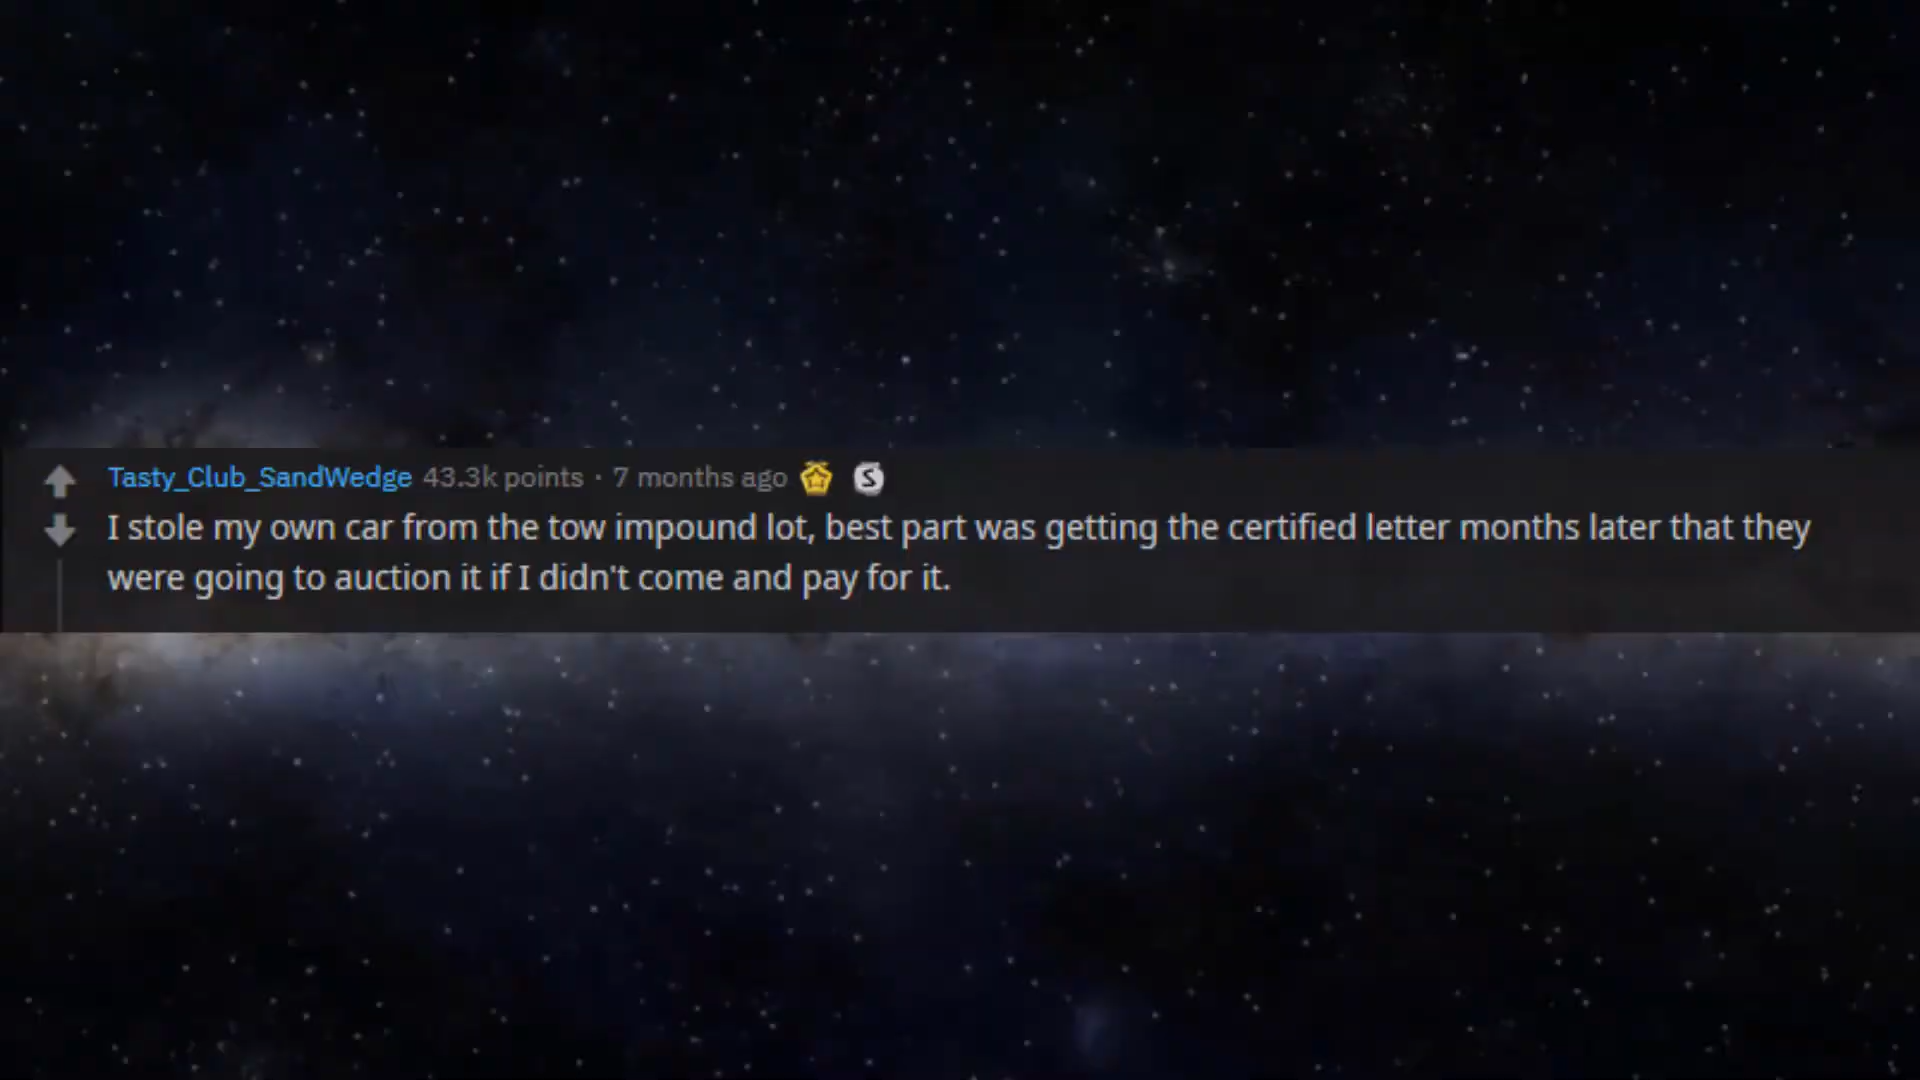 Tasty_Club_SandWedge 43.3k points · 7 months ago S
I stole my own car from the tow impound lot, best part was getting the certified letter months later that they
were going to auction it if I didn't come and pay for it.